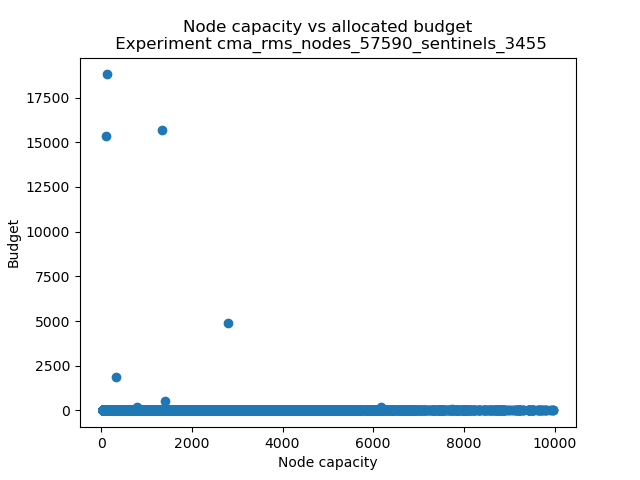 Node capacity vs allocated budget
Experiment cma_rms_nodes_57590_sentinels_3455
17500
15000
12500
10000
7500
5000
2500
0
Budget
0 2000 4000 6000 8000 10000
Node capacity